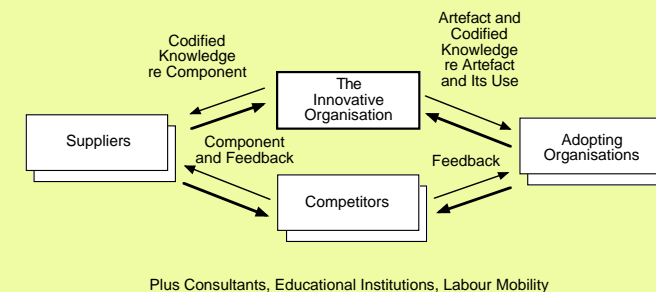 Codified
Knowledge
re Component
Artefact and
Codified
Knowledge
re Artefact
and Its Use
The
Innovative
Organisation
Suppliers
Component
and Feedback
Feedback
Adopting
Organisations
Competitors
Plus Consultants, Educational Institutions, Labour Mobility